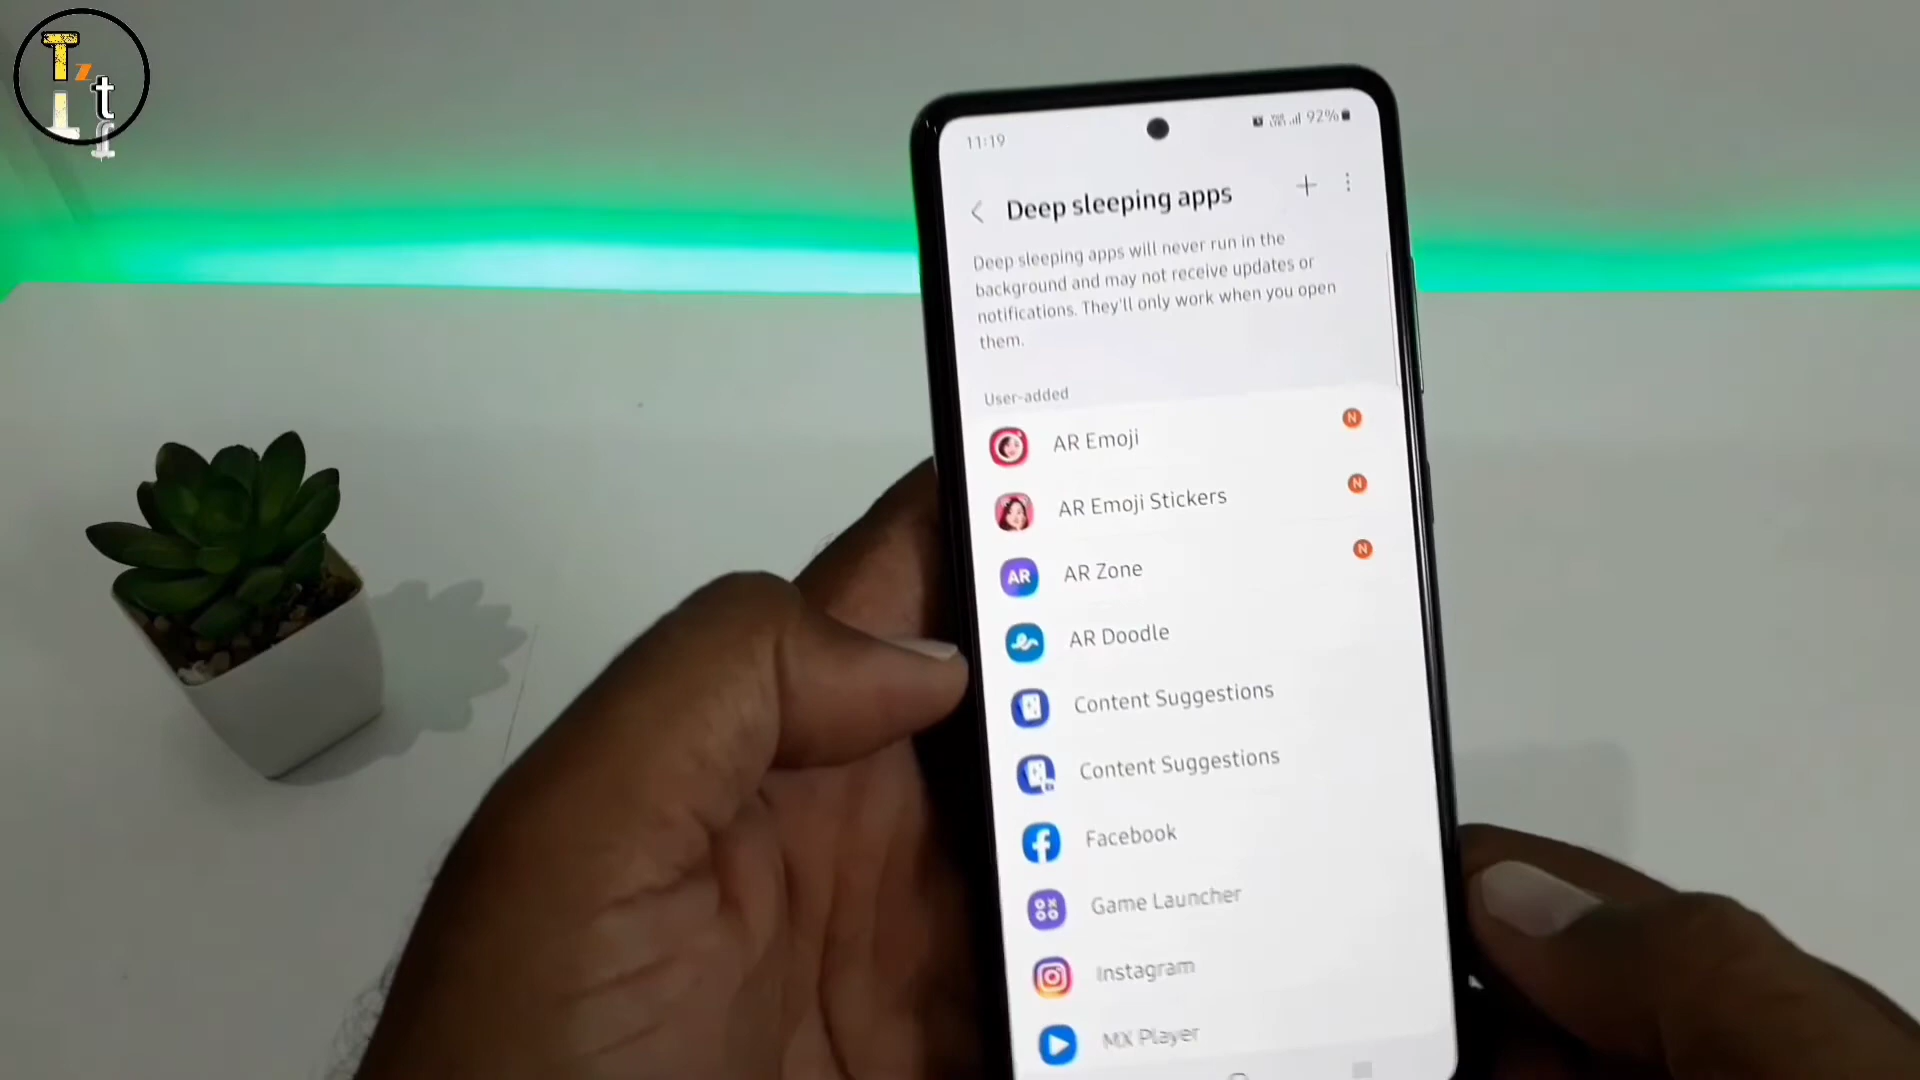 Tz
I t
f
11:19
92%
Deep sleeping apps
Deep sleeping apps will never run in the
background and may not receive updates or
notifications. They'll only work when you open
them.
User-added
AR Emoji
N
AR Emoji Stickers
N
AR
AR Zone
N
AR Doodle
Content Suggestions
Content Suggestions
Facebook
Game Launcher
Instagram
MX Player